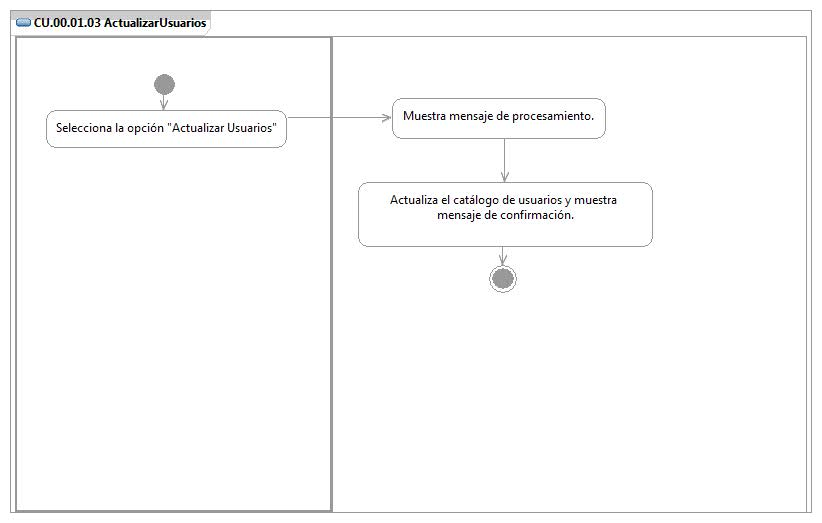 CU.00.01.03 ActualizarUsuarios
Selecciona la opción "Actualizar Usuarios"
Muestra mensaje de procesamiento.
Actualiza el catálogo de usuarios y muestra
mensaje de confirmación.